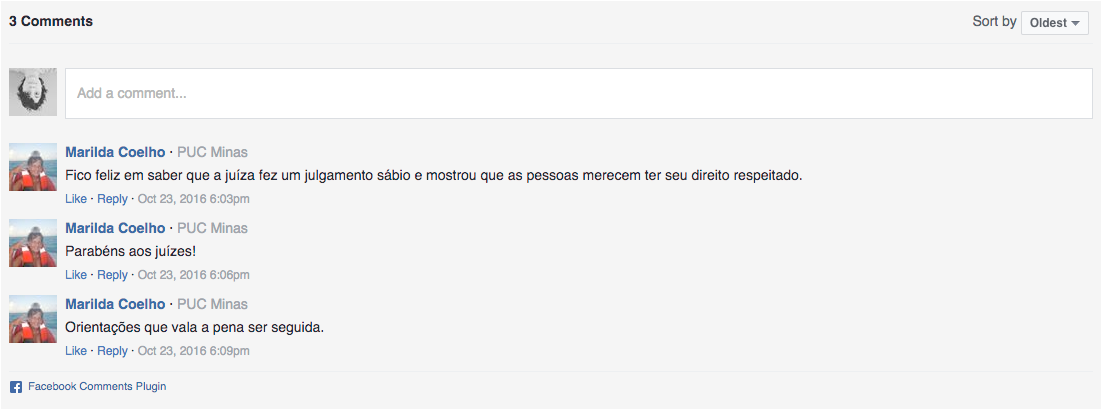 3 Comments
Sort by Oldest
Add a comment...
Marilda Coelho · PUC Minas
Fico feliz em saber que a juíza fez um julgamento sábio e mostrou que as pessoas merecem ter seu direito respeitado.
Like · Reply · Oct 23, 2016 6:03pm
Marilda Coelho · PUC Minas
Parabéns aos juízes!
Like · Reply · Oct 23, 2016 6:06pm
Marilda Coelho · PUC Minas
Orientações que vala a pena ser seguida.
Like · Reply · Oct 23, 2016 6:09pm
Facebook Comments Plugin